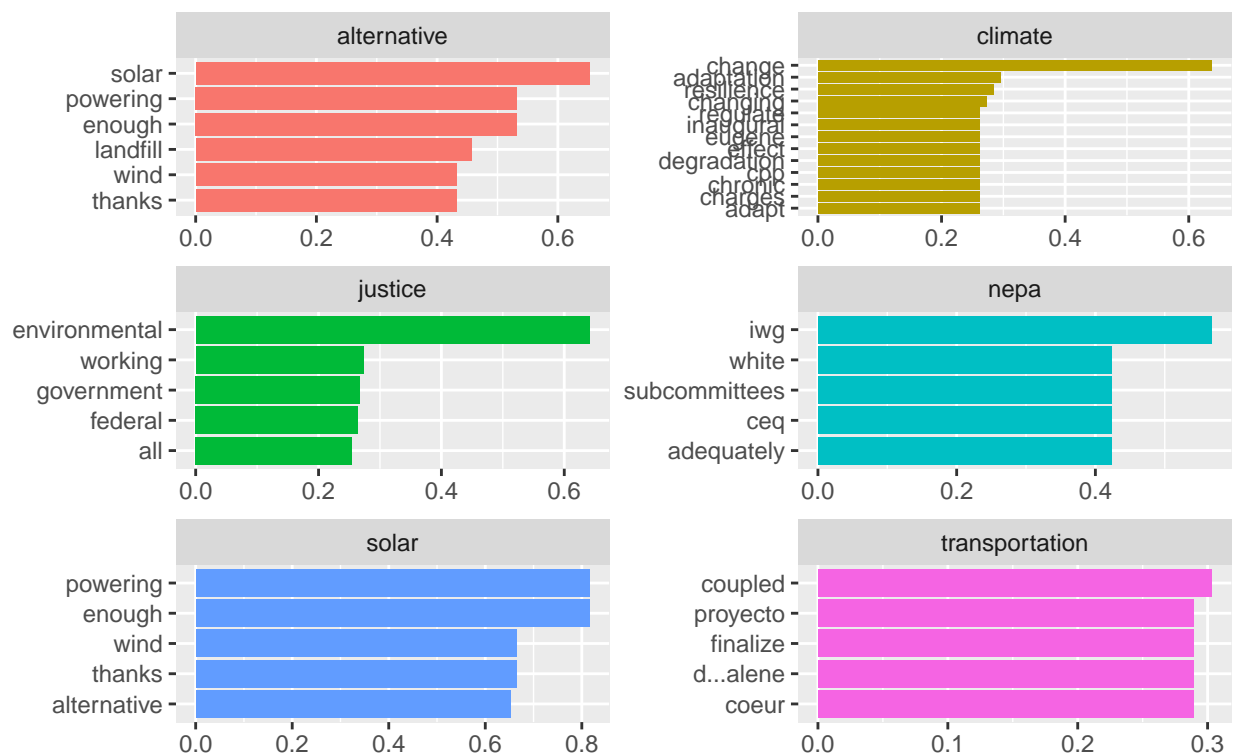 alternative
solar
powering
enough
landfill
wind
thanks
0.0 0.2 0.4 0.6
climate
change
adaptation
resilience
changing
regulate
inaugural
eugene
effect
degradation
cpp
chronic
charges
adapt
0.0 0.2 0.4 0.6
justice
environmental
working
government
federal
all
0.0 0.2 0.4 0.6
nepa
iwg
white
subcommittees
ceq
adequately
0.0 0.2 0.4
solar
powering
enough
wind
thanks
alternative
0.0 0.2 0.4 0.6 0.8
transportation
coupled
proyecto
finalize
d...alene
coeur
0.0 0.1 0.2 0.3